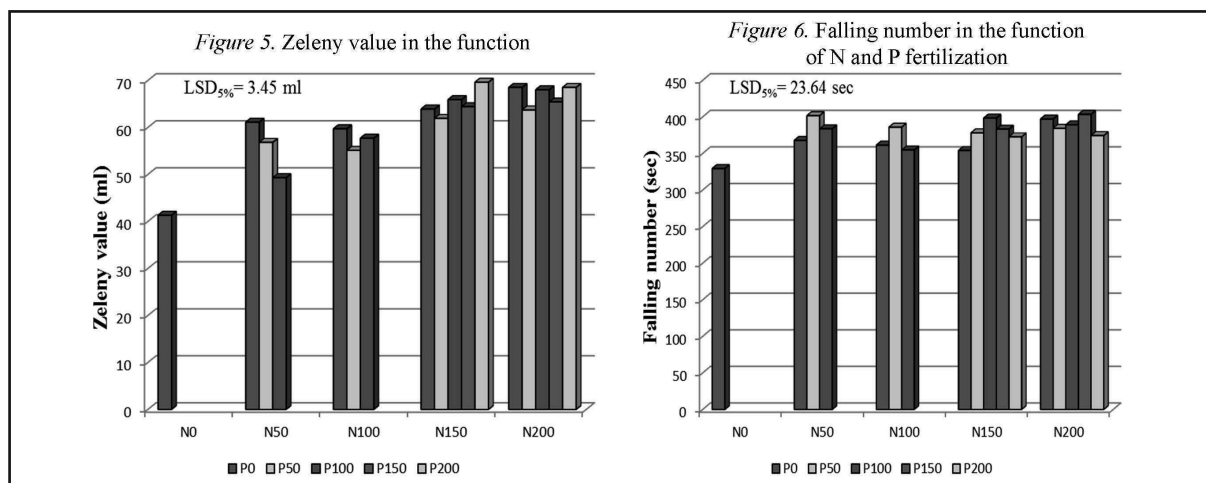 Figure 5. Zeleny value in the function
LSD5%= 3.45 ml
Zeleny value (ml)
70
60
50
40
30
20
10
0
N0 N50 N100 N150 N200
P0 P50 P100 P150 P200
Figure 6. Falling number in the function
of N and P fertilization
LSD5%= 23.64 sec
Falling number (sec)
450
400
350
300
250
200
150
100
50
0
N0 N50 N100 N150 N200
P0 P50 P100 P150 P200